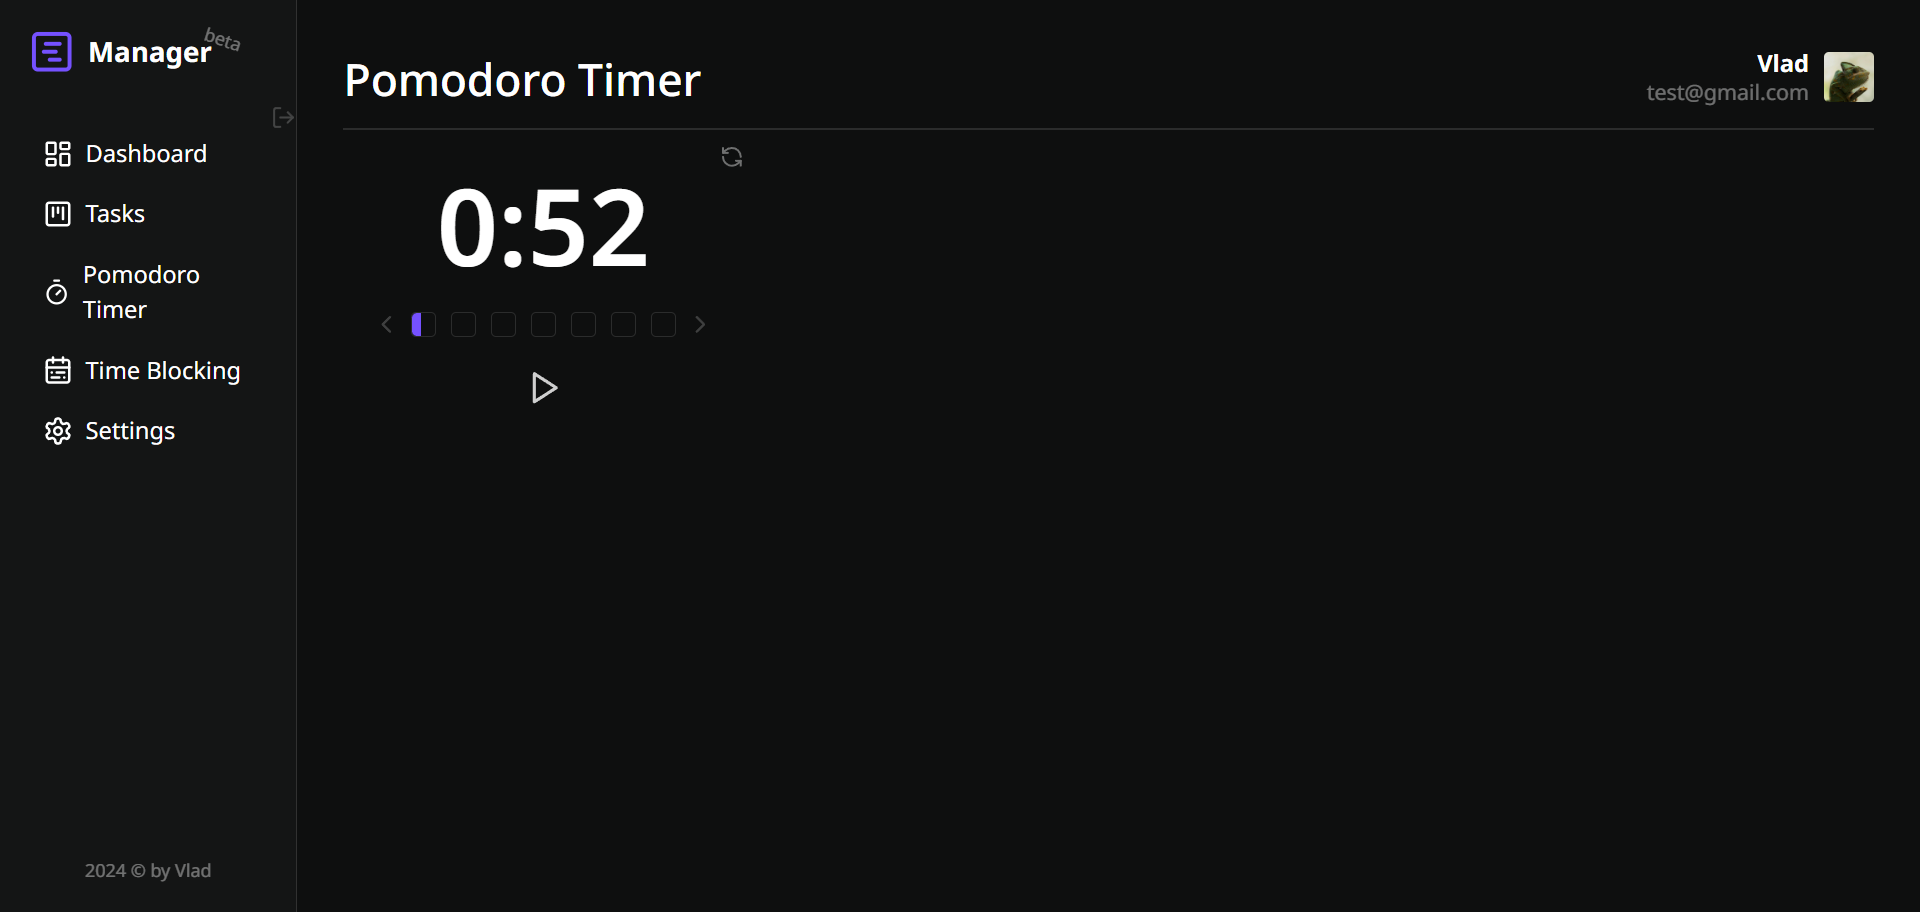 Manager beta
Dashboard
Tasks
Pomodoro
Timer
Time Blocking
Settings
2024 © by Vlad
Pomodoro Timer
Vlad
test@gmail.com
0:52